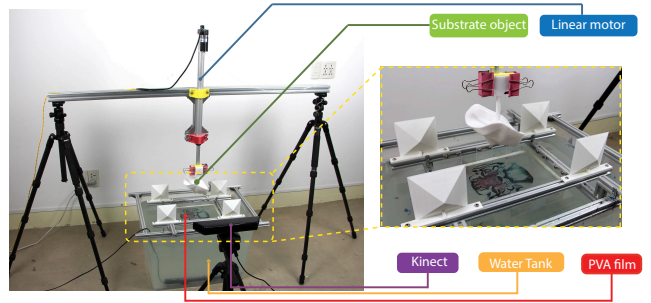 Substrate object
Linear motor
Kinect
Water Tank
PVA film